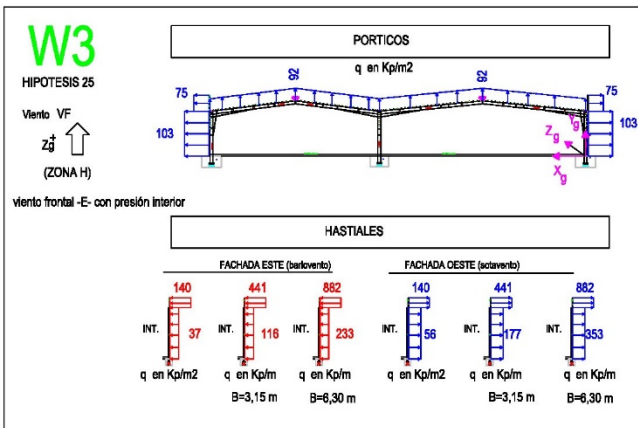 W3
HIPOTESIS 25
Viento VF
Zg+
(ZONA H)
viento frontal -E- con presión interior
PORTICOS
q en Kp/m2
75
92
92
75
103
103
Yg
Zg
Xg
HASTIALES
FACHADA ESTE (barlovento)
FACHADA OESTE (sotavento)
140
441
882
140
441
882
INT.
37
INT.
116
INT.
233
INT.
56
INT.
177
INT.
353
q en Kp/m2
q en Kp/m
q en Kp/m
q en Kp/m2
q en Kp/m
q en Kp/m
B=3,15 m
B=6,30 m
B=3,15 m
B=6,30 m